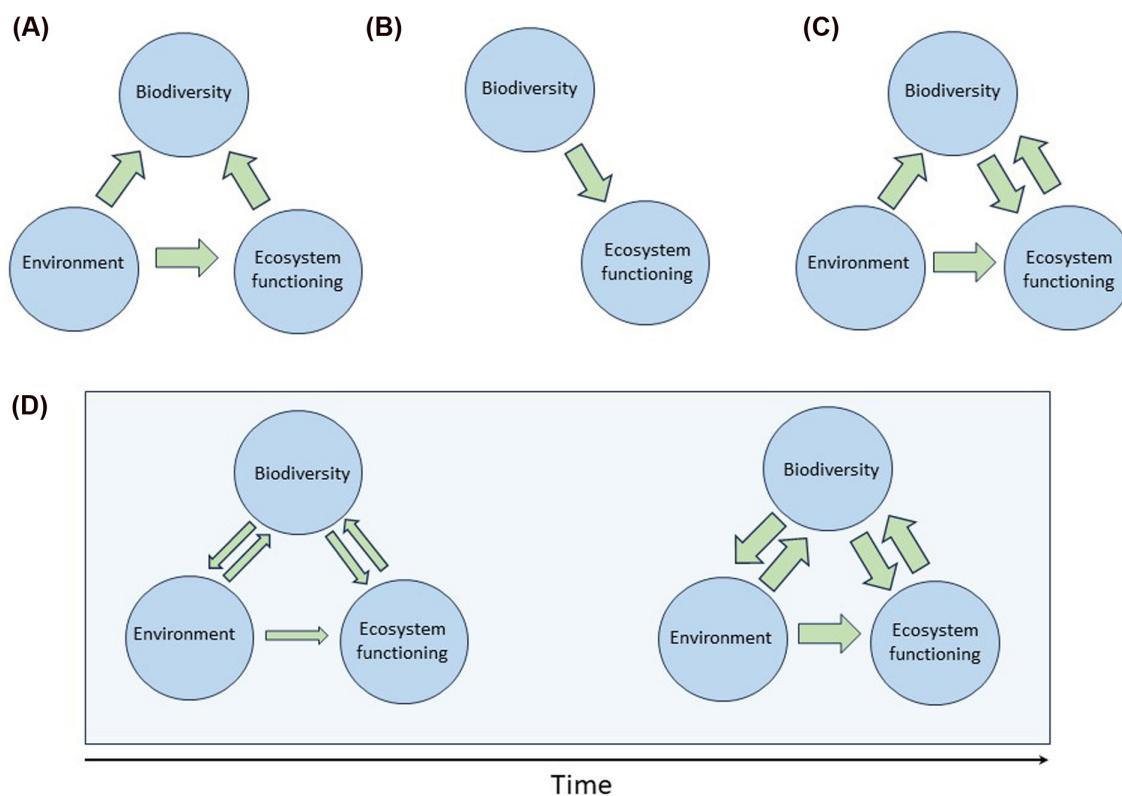 (A)
Biodiversity
Environment
Ecosystem
functioning
(B)
Biodiversity
Ecosystem
functioning
(C)
Biodiversity
Environment
Ecosystem
functioning
(D)
Biodiversity
Environment
Ecosystem
functioning
Biodiversity
Environment
Ecosystem
functioning
Time